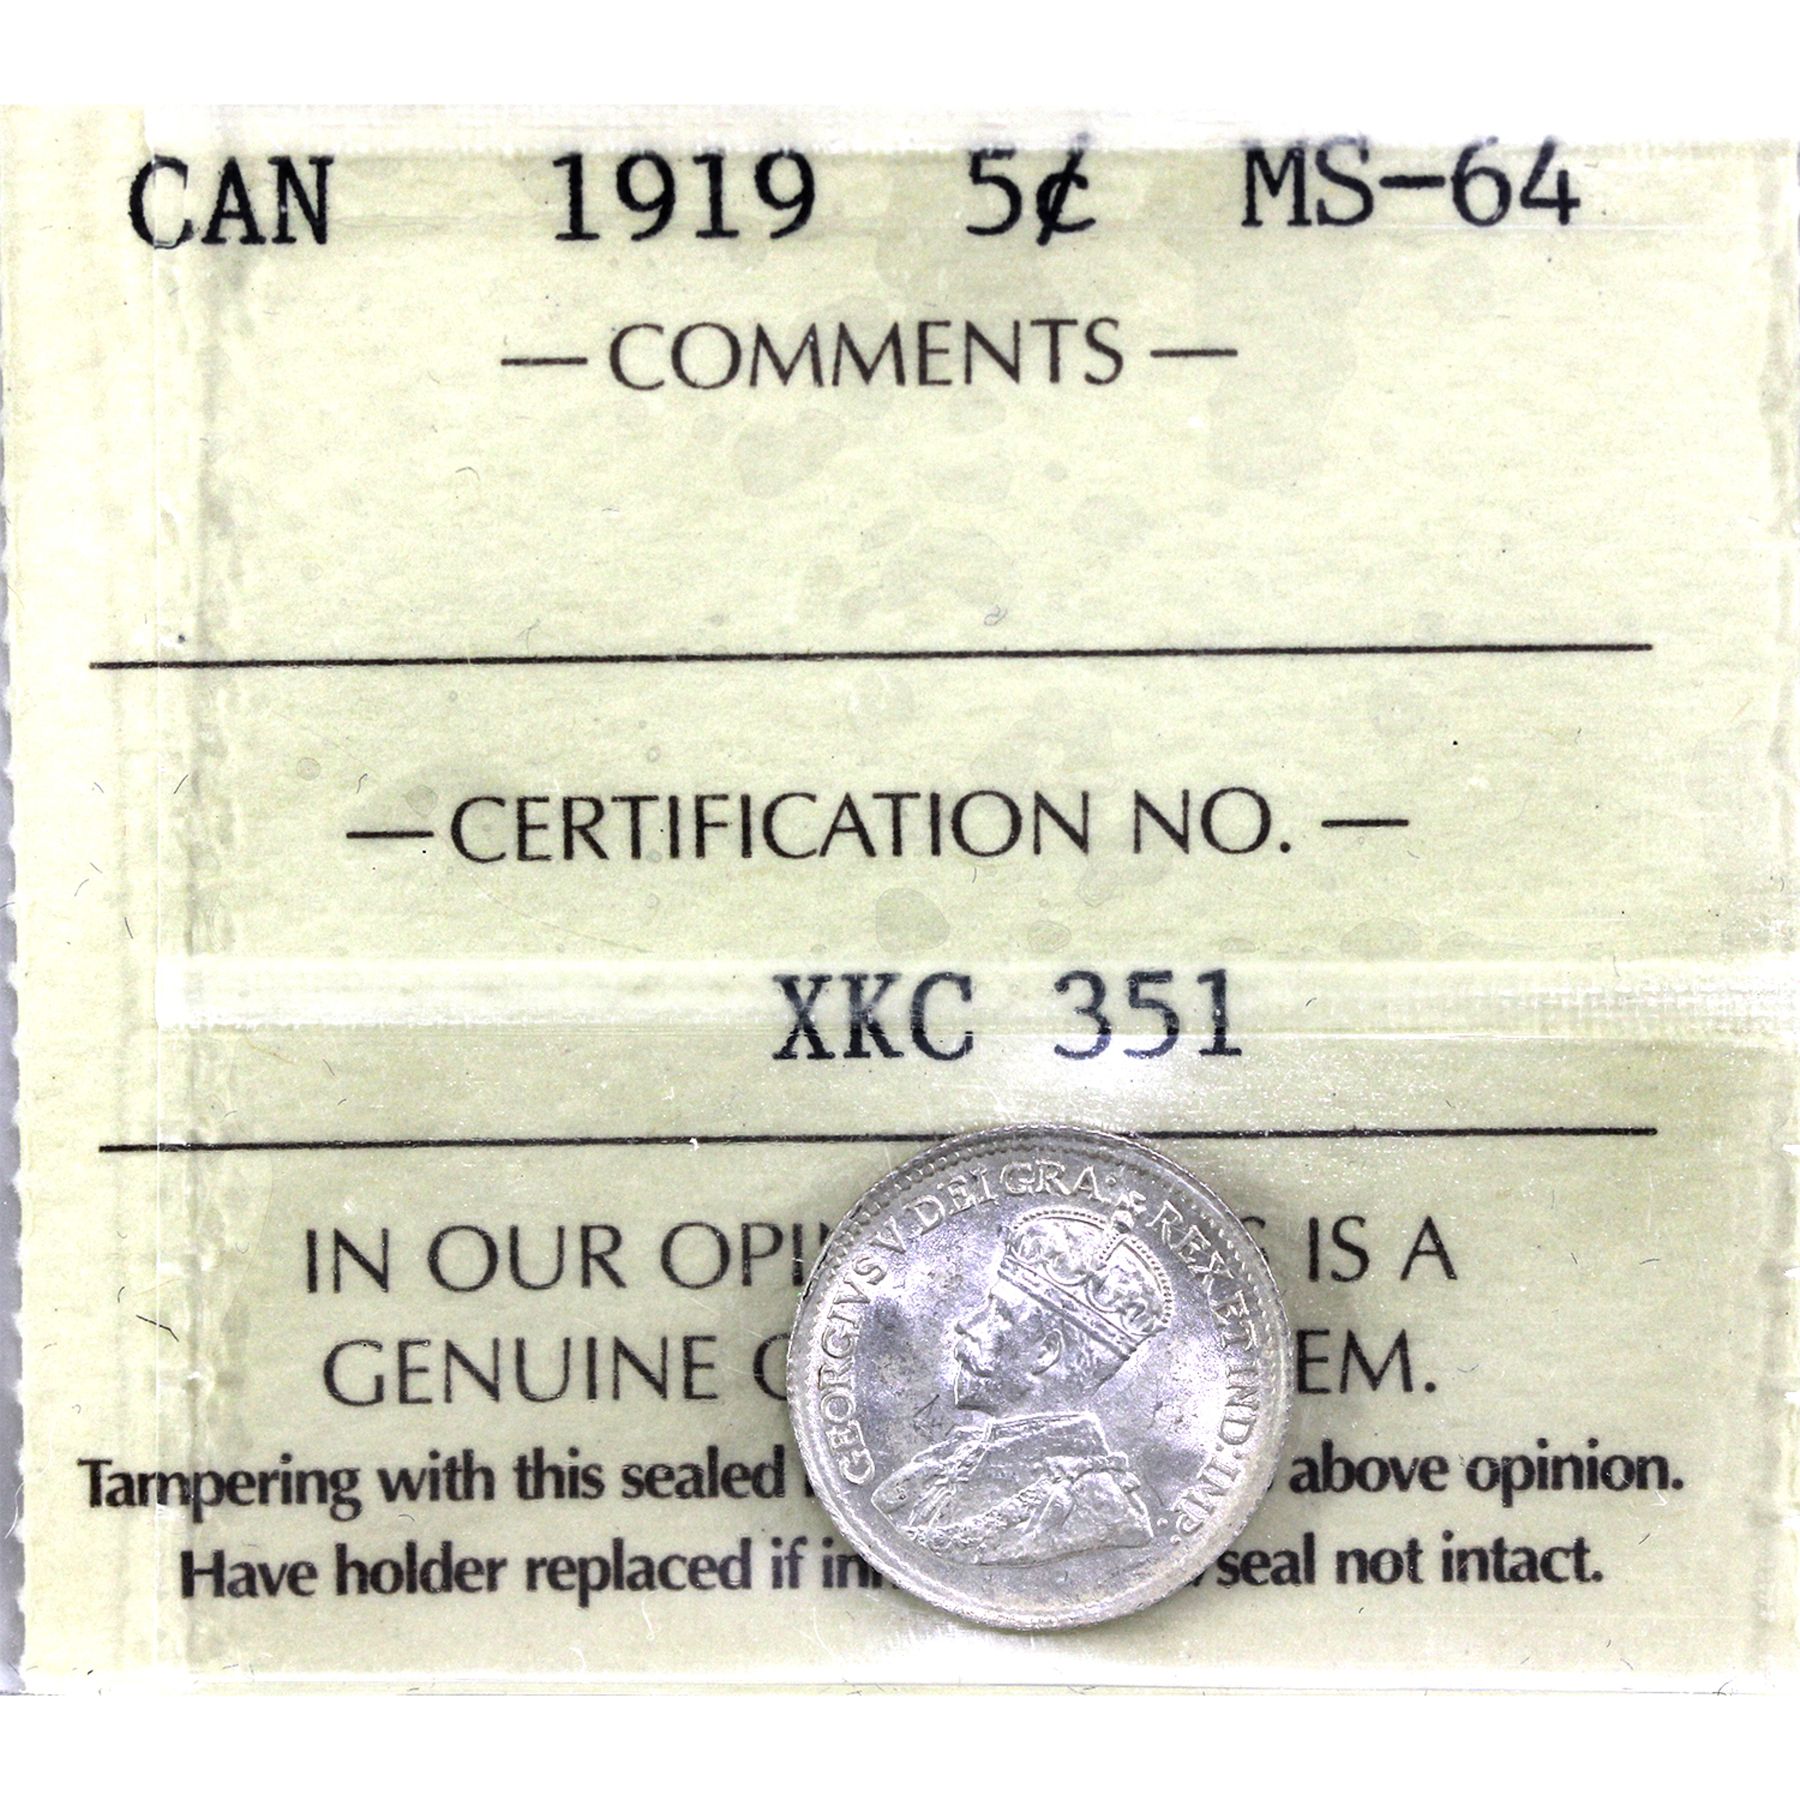 CAN 1919 5¢ MS-64
— COMMENTS —
— CERTIFICATION NO. —
XKC 351
IN OUR OPI IS A
GENUINE EM.
Tampering with this sealed above opinion.
Have holder replaced if seal not intact.
GEORGIVS V DEI GRA: REX ET IND: IMP: